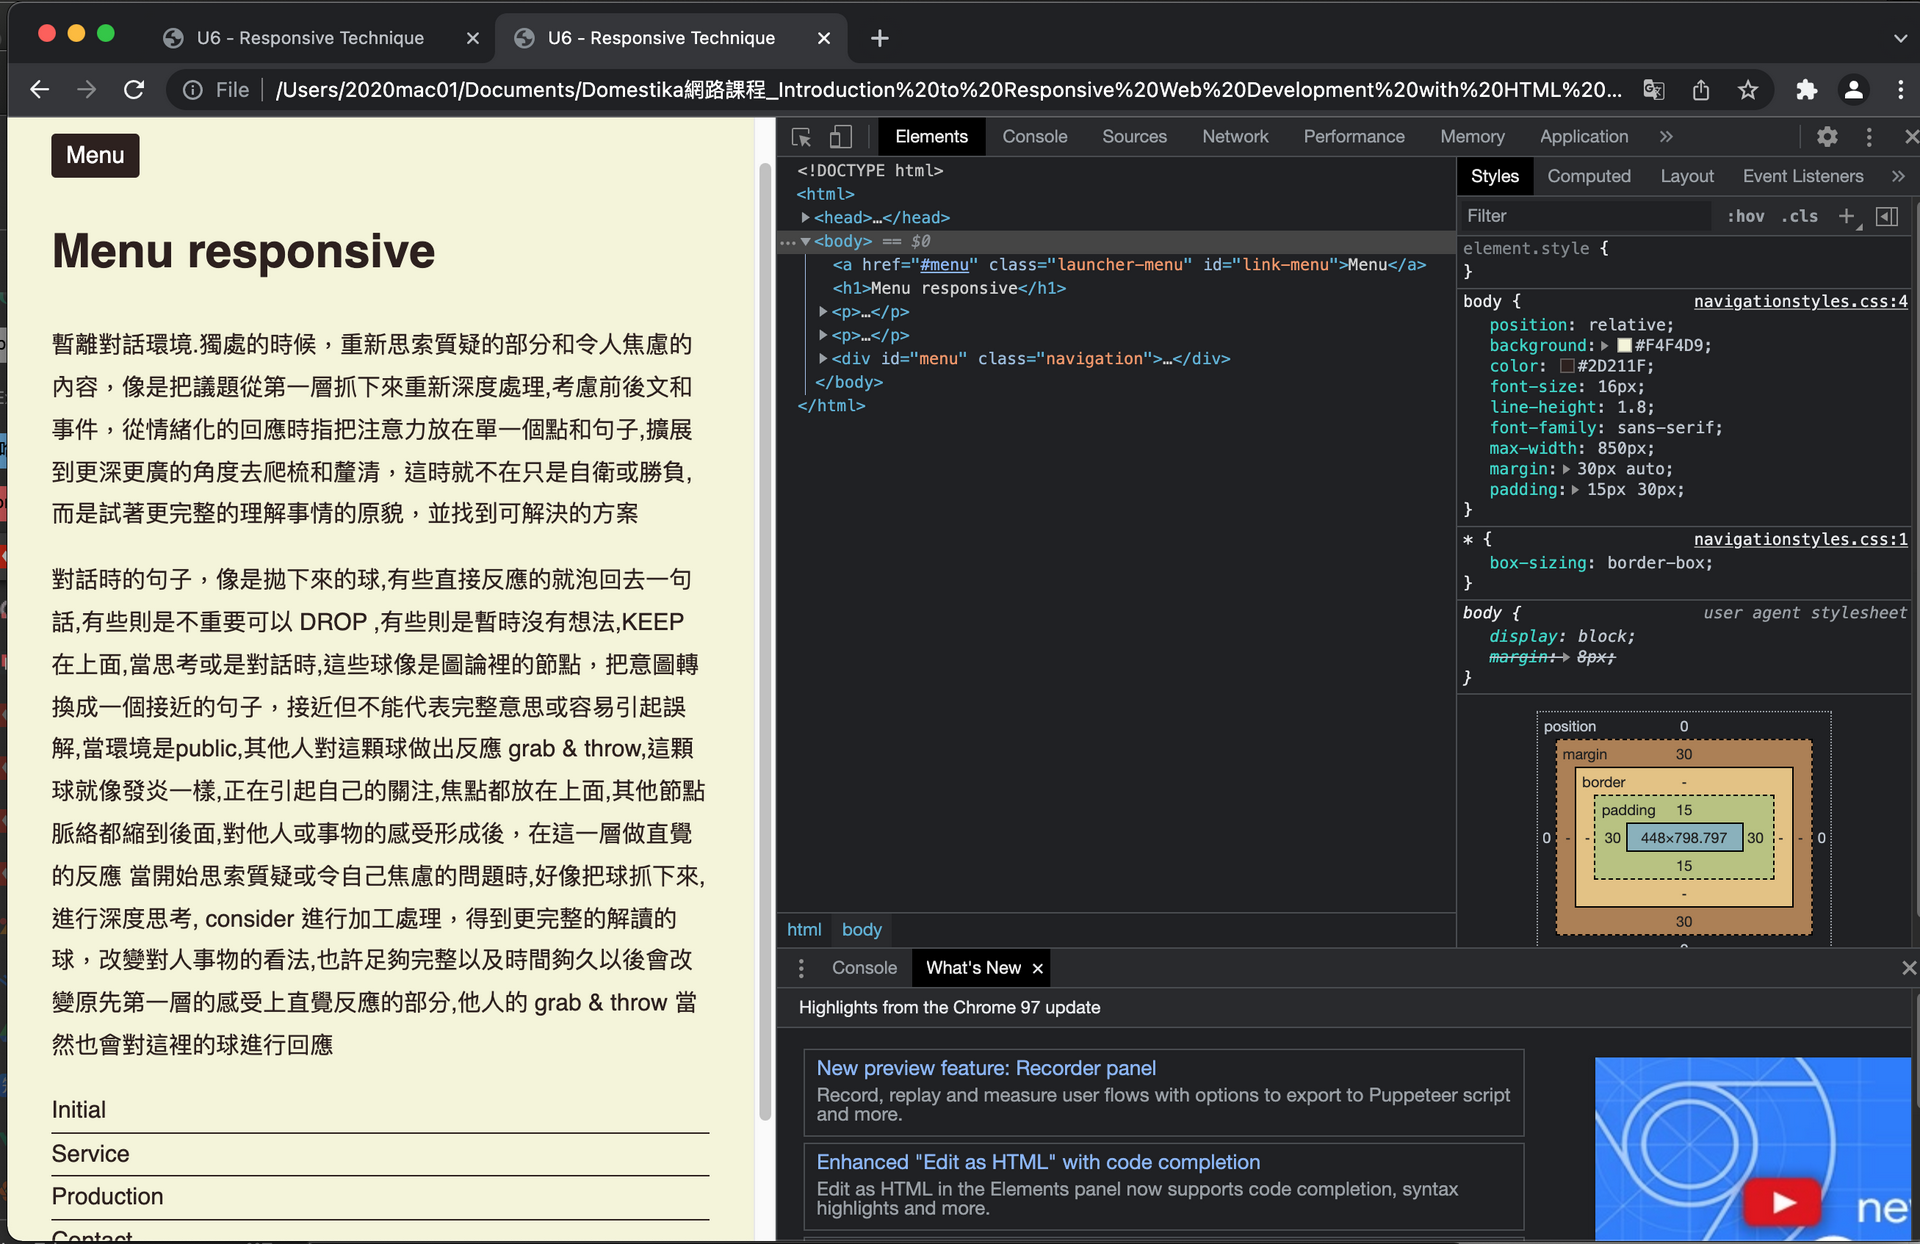 U6 - Responsive Technique
U6 - Responsive Technique
File
/Users/2020mac01/Documents/Domestika網路課程_Introduction%20to%20Responsive%20Web%20Development%20with%20HTML%20...
Menu
Menu responsive
暫離對話環境.獨處的時候，重新思索質疑的部分和令人焦慮的
內容，像是把議題從第一層抓下來重新深度處理,考慮前後文和
事件，從情緒化的回應時指把注意力放在單一個點和句子,擴展
到更深更廣的角度去爬梳和釐清，這時就不在只是自衛或勝負,
而是試著更完整的理解事情的原貌，並找到可解決的方案
對話時的句子，像是拋下來的球,有些直接反應的就泡回去一句
話,有些則是不重要可以 DROP ,有些則是暫時沒有想法,KEEP
在上面,當思考或是對話時,這些球像是圖論裡的節點，把意圖轉
換成一個接近的句子，接近但不能代表完整意思或容易引起誤
解,當環境是public,其他人對這顆球做出反應 grab & throw,這顆
球就像發炎一樣,正在引起自己的關注,焦點都放在上面,其他節點
脈絡都縮到後面,對他人或事物的感受形成後，在這一層做直覺
的反應 當開始思索質疑或令自己焦慮的問題時,好像把球抓下來,
進行深度思考, consider 進行加工處理，得到更完整的解讀的
球，改變對人事物的看法,也許足夠完整以及時間夠久以後會改
變原先第一層的感受上直覺反應的部分,他人的 grab & throw 當
然也會對這裡的球進行回應
Initial
Service
Production
Contact
Elements
Console
Sources
Network
Performance
Memory
Application
<!DOCTYPE html>
<html>
<head>…</head>
<body> == $0
<a href="#menu" class="launcher-menu" id="link-menu">Menu</a>
<h1>Menu responsive</h1>
<p>…</p>
<p>…</p>
<div id="menu" class="navigation">…</div>
</body>
</html>
html
body
Styles
Computed
Layout
Event Listeners
Filter
:hov .cls
element.style {
}
body {
navigationstyles.css:4
position: relative;
background: #F4F4D9;
color: #2D211F;
font-size: 16px;
line-height: 1.8;
font-family: sans-serif;
max-width: 850px;
margin: 30px auto;
padding: 15px 30px;
}
* {
navigationstyles.css:1
box-sizing: border-box;
}
body {
user agent stylesheet
display: block;
margin: 8px;
}
position 0
margin 30
border -
padding 15
0 - - 30 448×798.797 30 - - 0
15
-
30
Console
What's New
Highlights from the Chrome 97 update
New preview feature: Recorder panel
Record, replay and measure user flows with options to export to Puppeteer script
and more.
Enhanced "Edit as HTML" with code completion
Edit as HTML in the Elements panel now supports code completion, syntax
highlights and more.